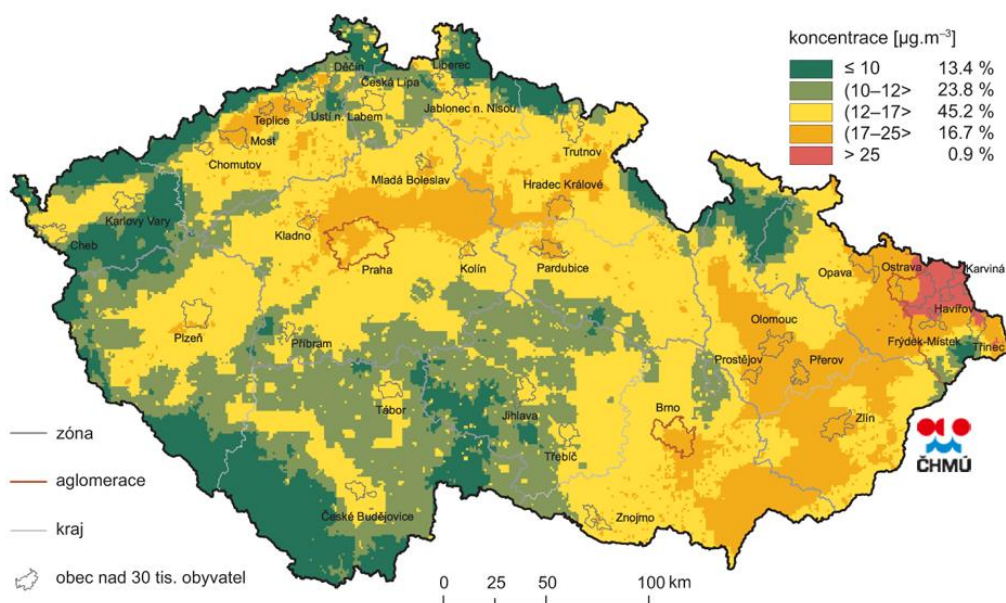 koncentrace [µg.m⁻³]
≤ 10 13.4 %
(10–12> 23.8 %
(12–17> 45.2 %
(17–25> 16.7 %
> 25 0.9 %
Děčín
Liberec
Česká Lípa
Teplice
Ústí n. Labem
Jablonec n. Nisou
Most
Chomutov
Trutnov
Mladá Boleslav
Hradec Králové
Karlovy Vary
Kladno
Cheb
Praha
Kolín
Pardubice
Opava
Ostrava
Karviná
Havířov
Plzeň
Příbram
Olomouc
Frýdek-Místek
Třinec
Prostějov
Přerov
Tábor
Jihlava
Brno
Zlín
Třebíč
ČHMÚ
zóna
aglomerace
kraj
obec nad 30 tis. obyvatel
České Budějovice
Znojmo
0 25 50 100 km